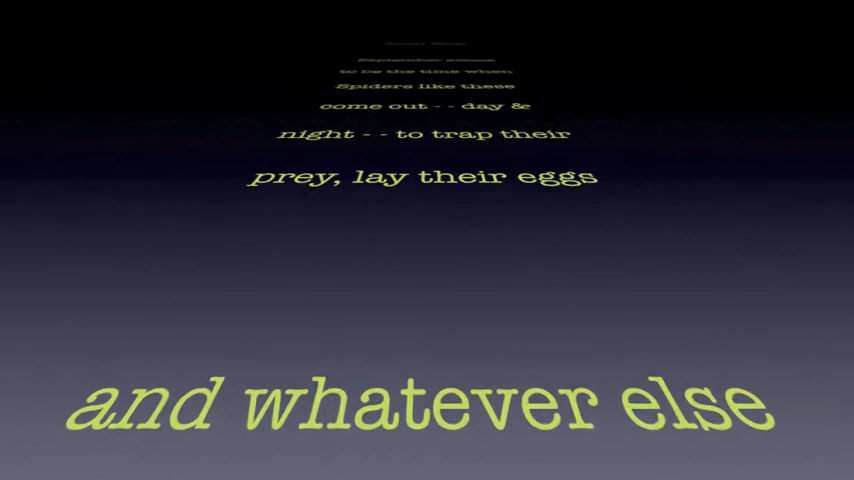 September seems
to be the time when
Spiders like these
come out - - day &
night - - to trap their
prey, lay their eggs
and whatever else